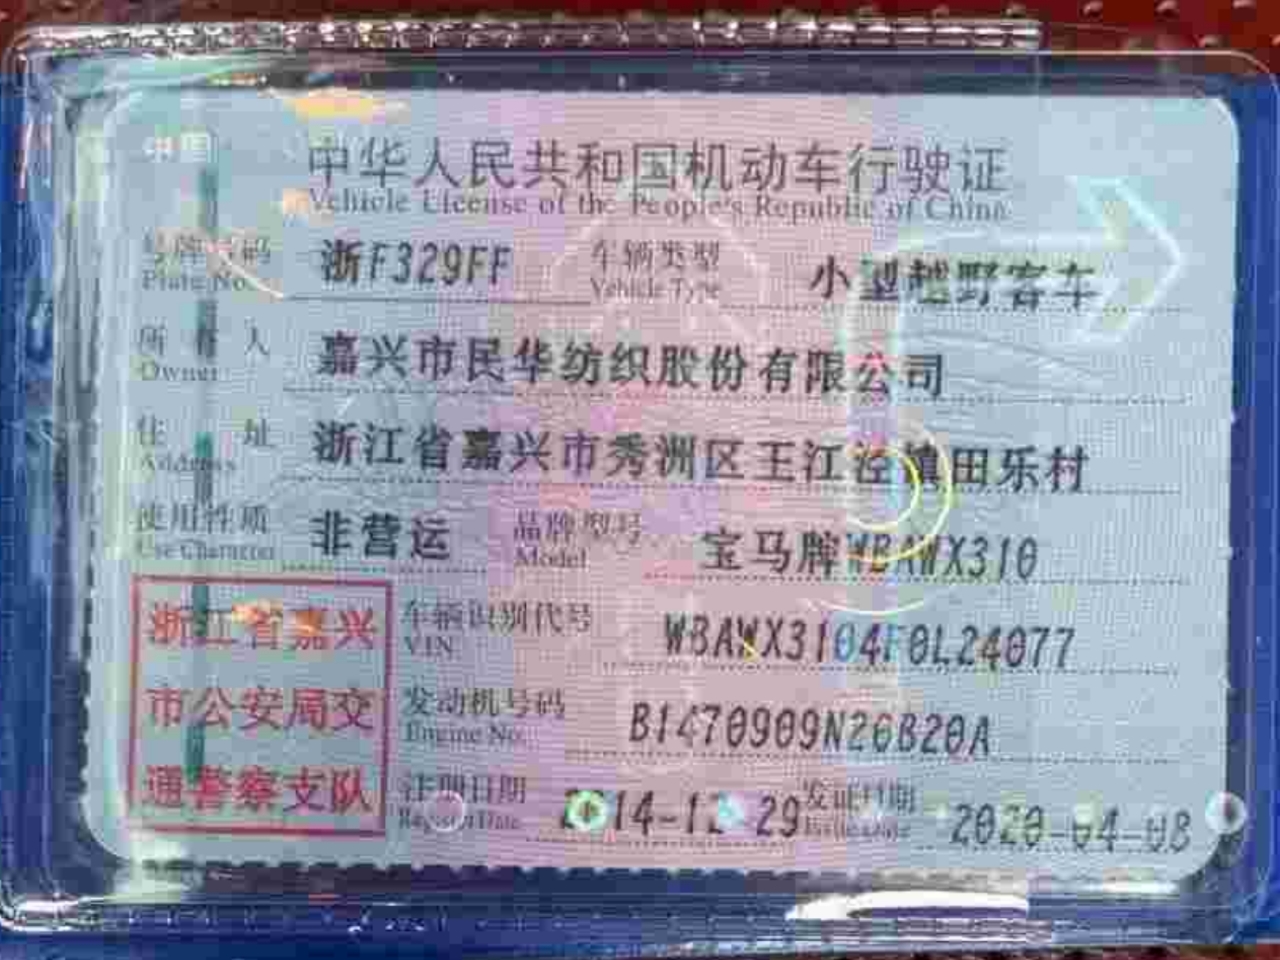 中国
中华人民共和国机动车行驶证
Vehicle License of the People's Republic of China
号牌号码 浙F329FF 车辆类型 小型越野客车
Plate No. Vehicle Type
所有人 嘉兴市民华纺织股份有限公司
Owner
住址 浙江省嘉兴市秀洲区王江泾镇田乐村
Address
使用性质 非营运 品牌型号 宝马牌WBAWX310
Use Character Model
浙江省嘉兴 车辆识别代号 WBAWX3104F0L24077
VIN
市公安局交 发动机号码 B1470909N26B20A
Engine No.
通警察支队 注册日期 2014-12-29 发证日期 2020-04-08
Register Date Issue Date